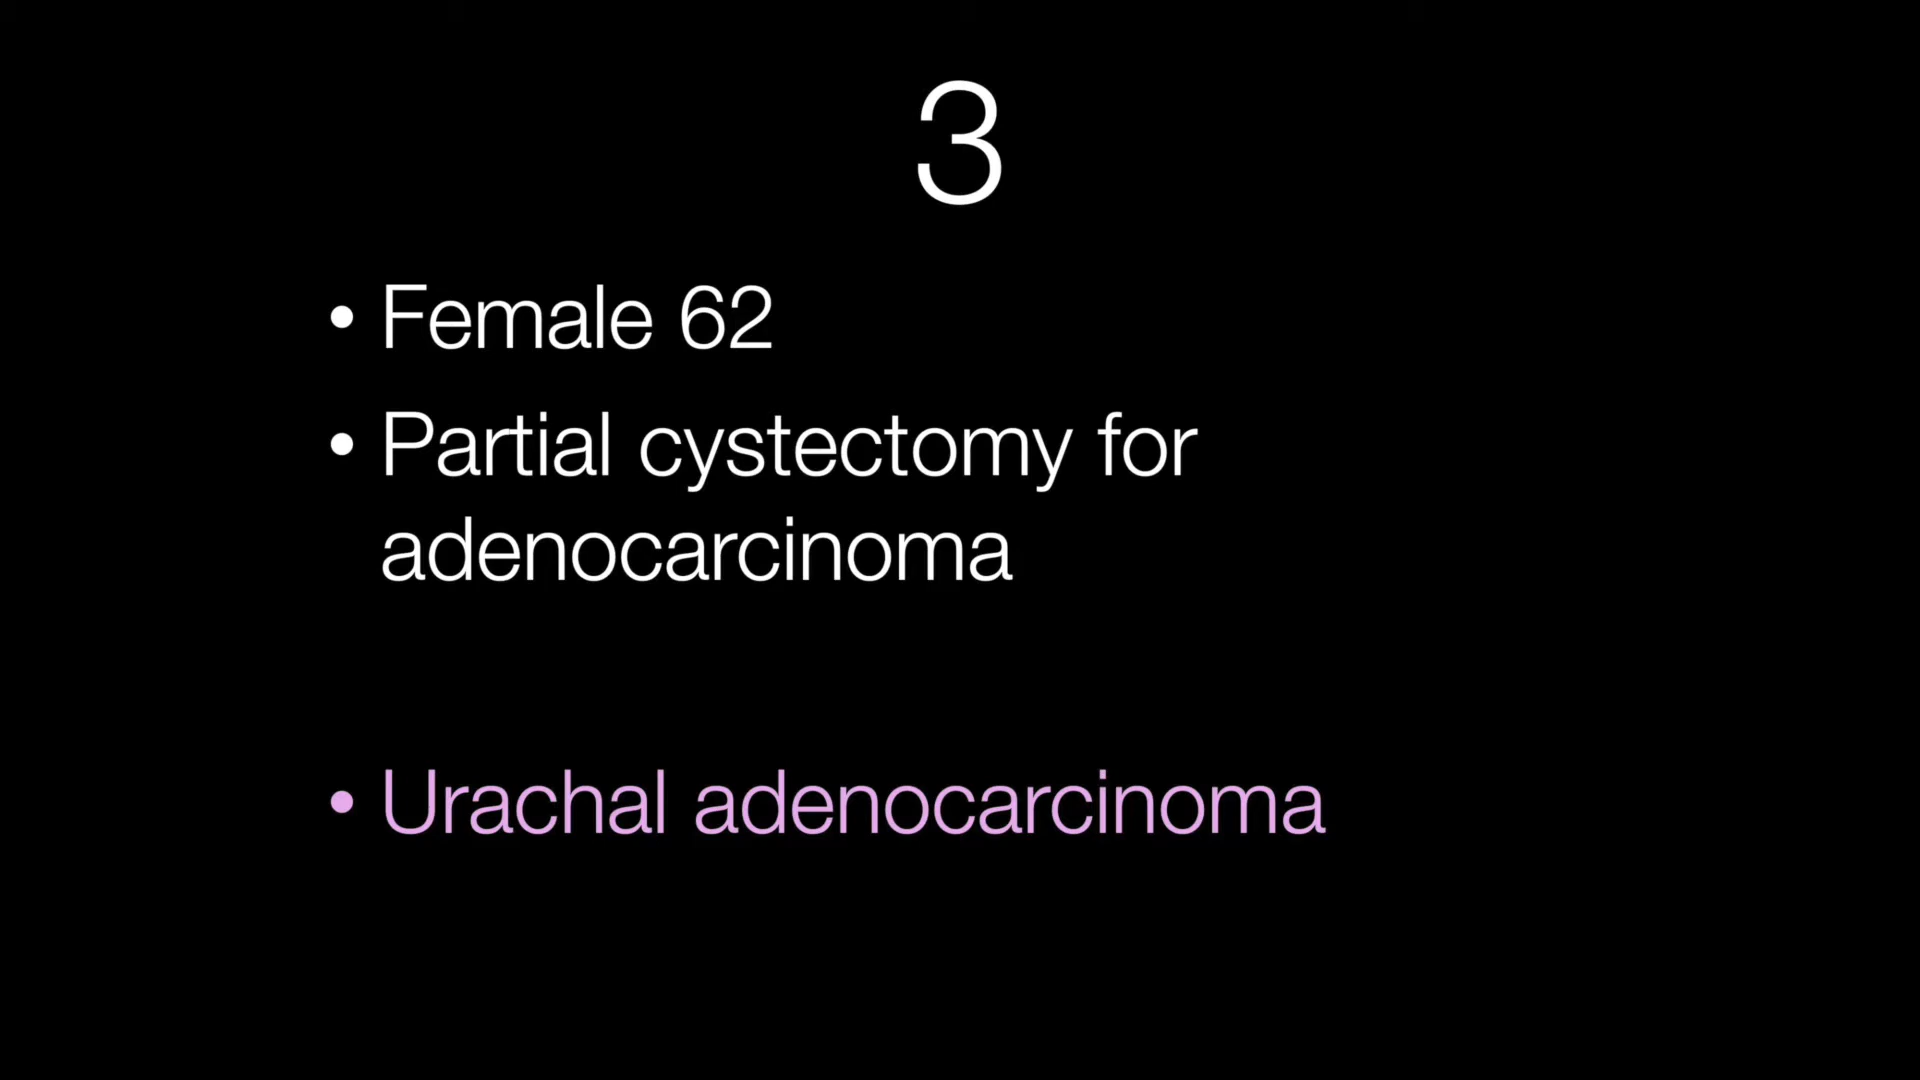 3
• Female 62
• Partial cystectomy for
adenocarcinoma
• Urachal adenocarcinoma